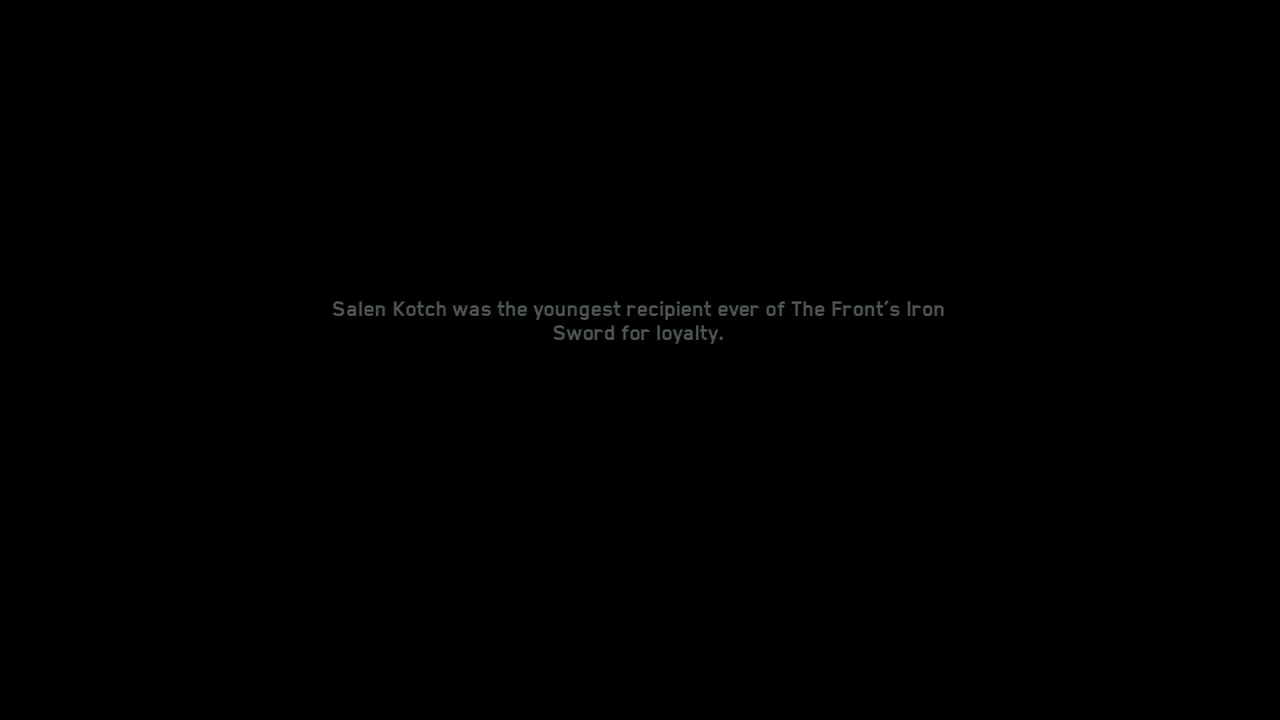 Salen Kotch was the youngest recipient ever of The Front's Iron
Sword for loyalty.